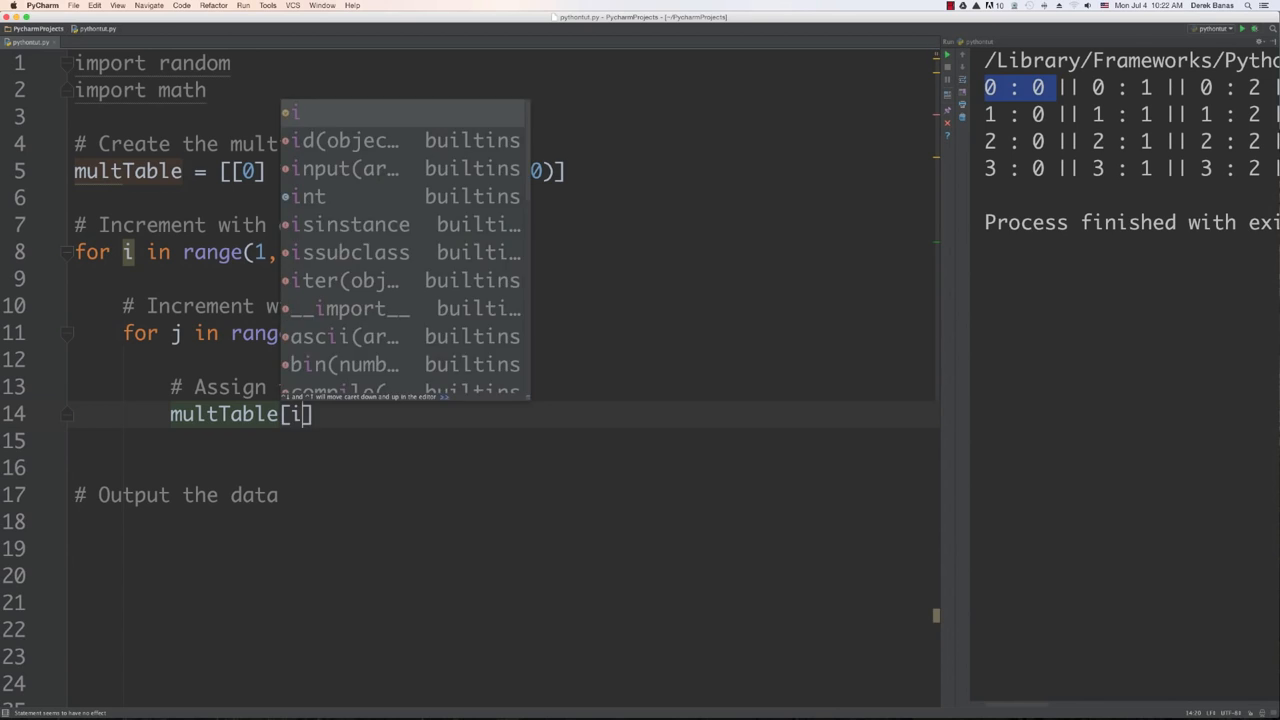 PyCharm File Edit View Navigate Code Refactor Run Tools VCS Window Help
10 Mon Jul 4 10:22 AM Derek Banas
pythontut.py - PycharmProjects - [~/PycharmProjects]
PycharmProjects pythontut.py pythontut
pythontut.py Run pythontut
1 import random
2 import math
3
4 # Create the mult
5 multTable = [[0] 0)]
6
7 # Increment with
8 for i in range(1,
9
10 # Increment w
11 for j in rang
12
13 # Assign
14 multTable[i]
15
16
17 # Output the data
18
19
20
21
22
23
24
i
id(objec… builtins
input(ar… builtins
int builtins
isinstance builti…
issubclass builti…
iter(obj… builtins
__import__ builti…
ascii(ar… builtins
bin(numb… builtins
compile( builtins
^↓ and ^↑ will move caret down and up in the editor >>
/Library/Frameworks/Pytho
0 : 0 || 0 : 1 || 0 : 2 |
1 : 0 || 1 : 1 || 1 : 2 |
2 : 0 || 2 : 1 || 2 : 2 |
3 : 0 || 3 : 1 || 3 : 2 |
Process finished with exi
Statement seems to have no effect 14:20 LF‡ UTF-8‡